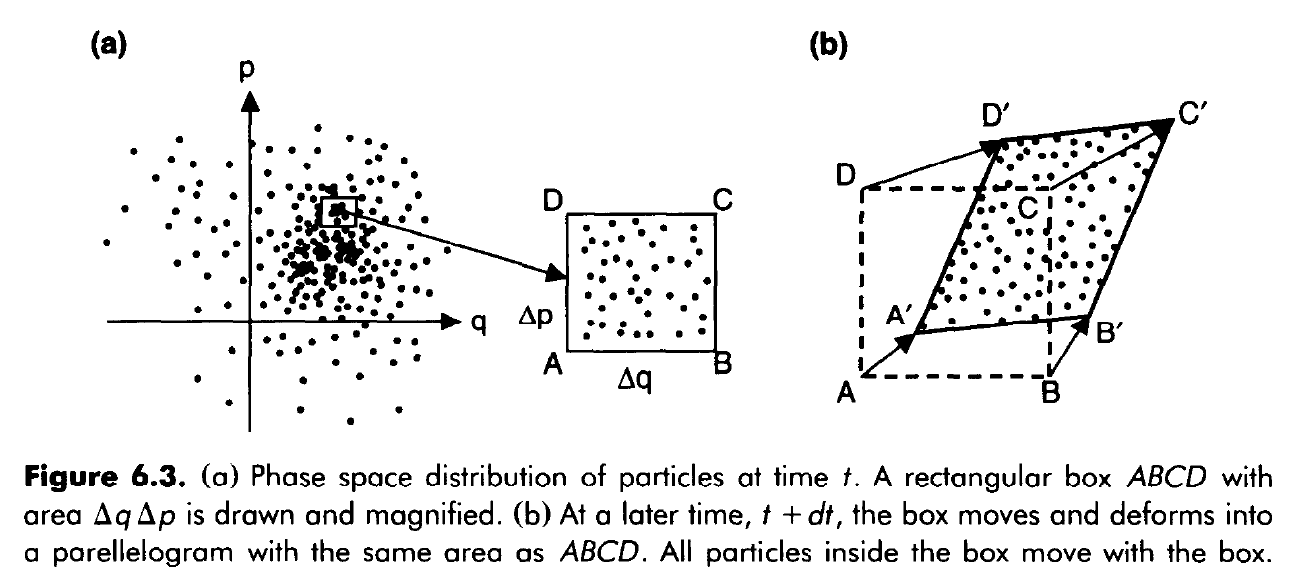 (a)
p
q
D
C
Δp
A
B
Δq
(b)
D′
C′
D
C
A′
B′
A
B
Figure 6.3. (a) Phase space distribution of particles at time t. A rectangular box ABCD with
area Δq Δp is drawn and magnified. (b) At a later time, t + dt, the box moves and deforms into
a parellelogram with the same area as ABCD. All particles inside the box move with the box.